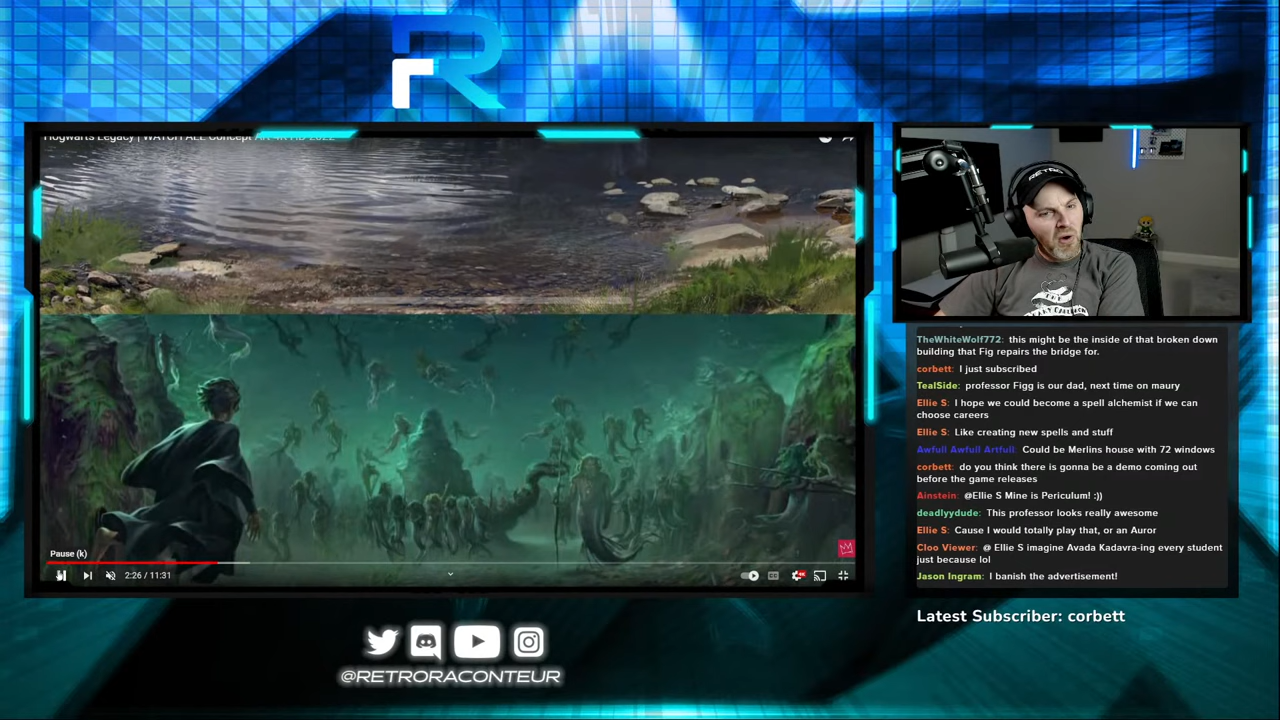 Hogwarts Legacy | WATCH ALL Concept Art
2022
RETRO
TheWhiteWolf772: this might be the inside of that broken down
building that Fig repairs the bridge for.
corbett: I just subscribed
TealSide: professor Figg is our dad, next time on maury
Ellie S: I hope we could become a spell alchemist if we can
choose careers
Ellie S: Like creating new spells and stuff
Awfull Awfull Artfull: Could be Merlins house with 72 windows
corbett: do you think there is gonna be a demo coming out
before the game releases
Ainstein: @Ellie S Mine is Periculum! :))
deadlyydude: This professor looks really awesome
Ellie S: Cause I would totally play that, or an Auror
Cloo Viewer: @ Ellie S imagine Avada Kadavra-ing every student
just because lol
Jason Ingram: I banish the advertisement!
Pause (k)
2:26 / 11:31
Latest Subscriber: corbett
@RETRORACONTEUR